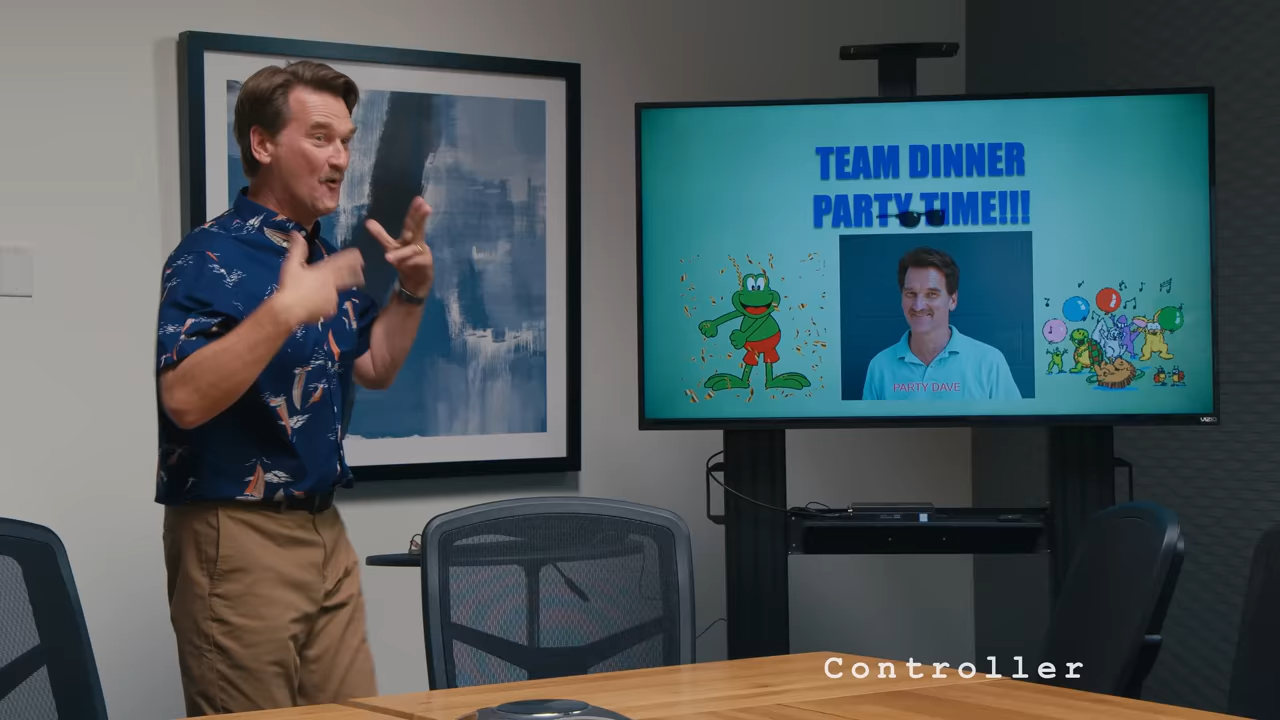 TEAM DINNER
PARTY TIME!!!
PARTY DAVE
VIZIO
Controller